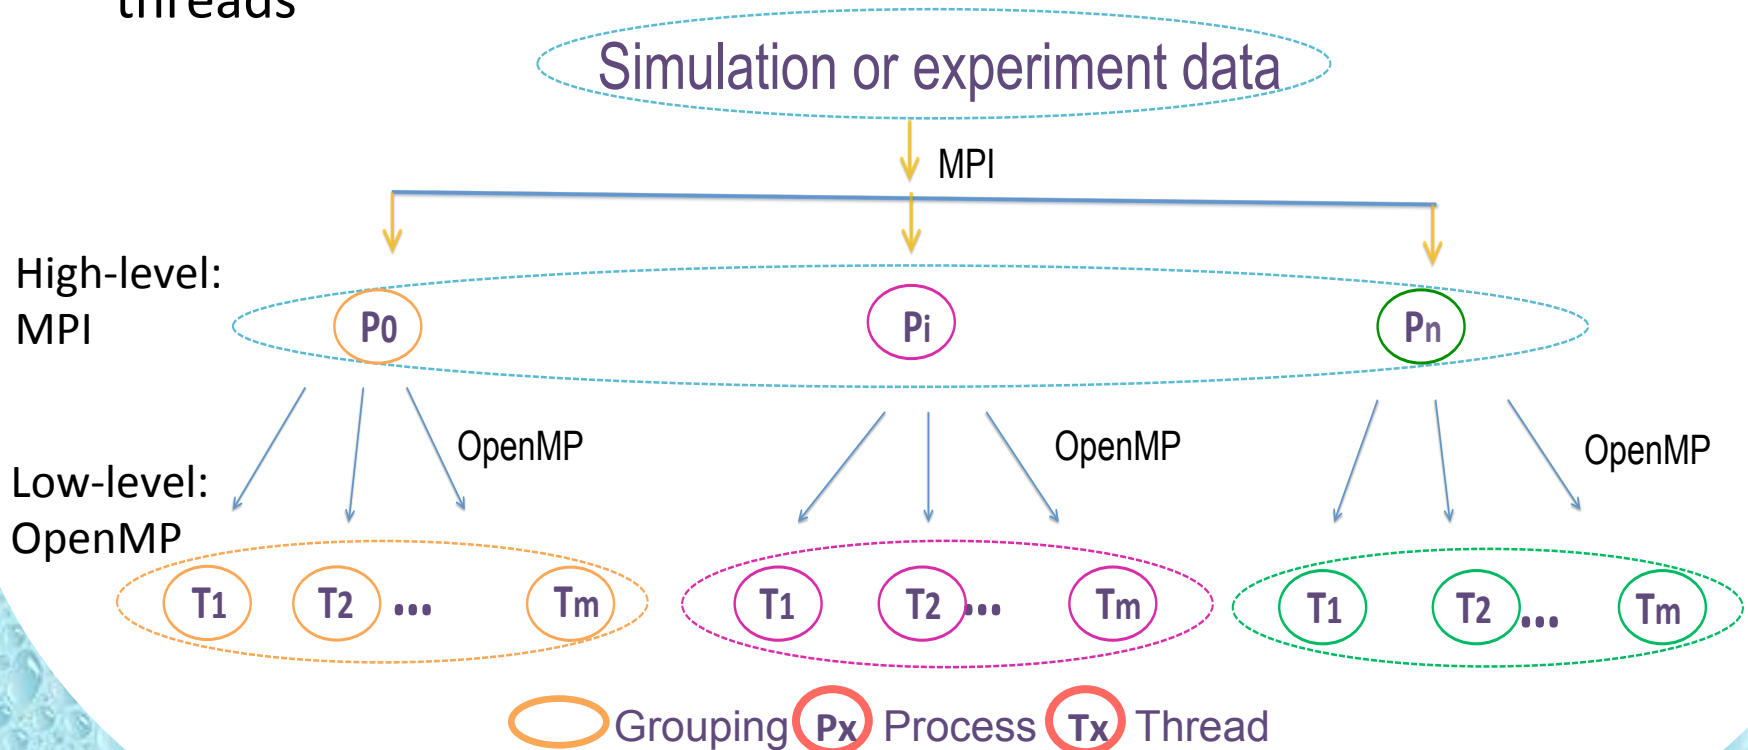 threads
Simulation or experiment data
MPI
High-level:
MPI
P0
Pi
Pn
OpenMP
OpenMP
OpenMP
Low-level:
OpenMP
T1 T2 ... Tm
T1 T2 ... Tm
T1 T2 ... Tm
Grouping Px Process Tx Thread